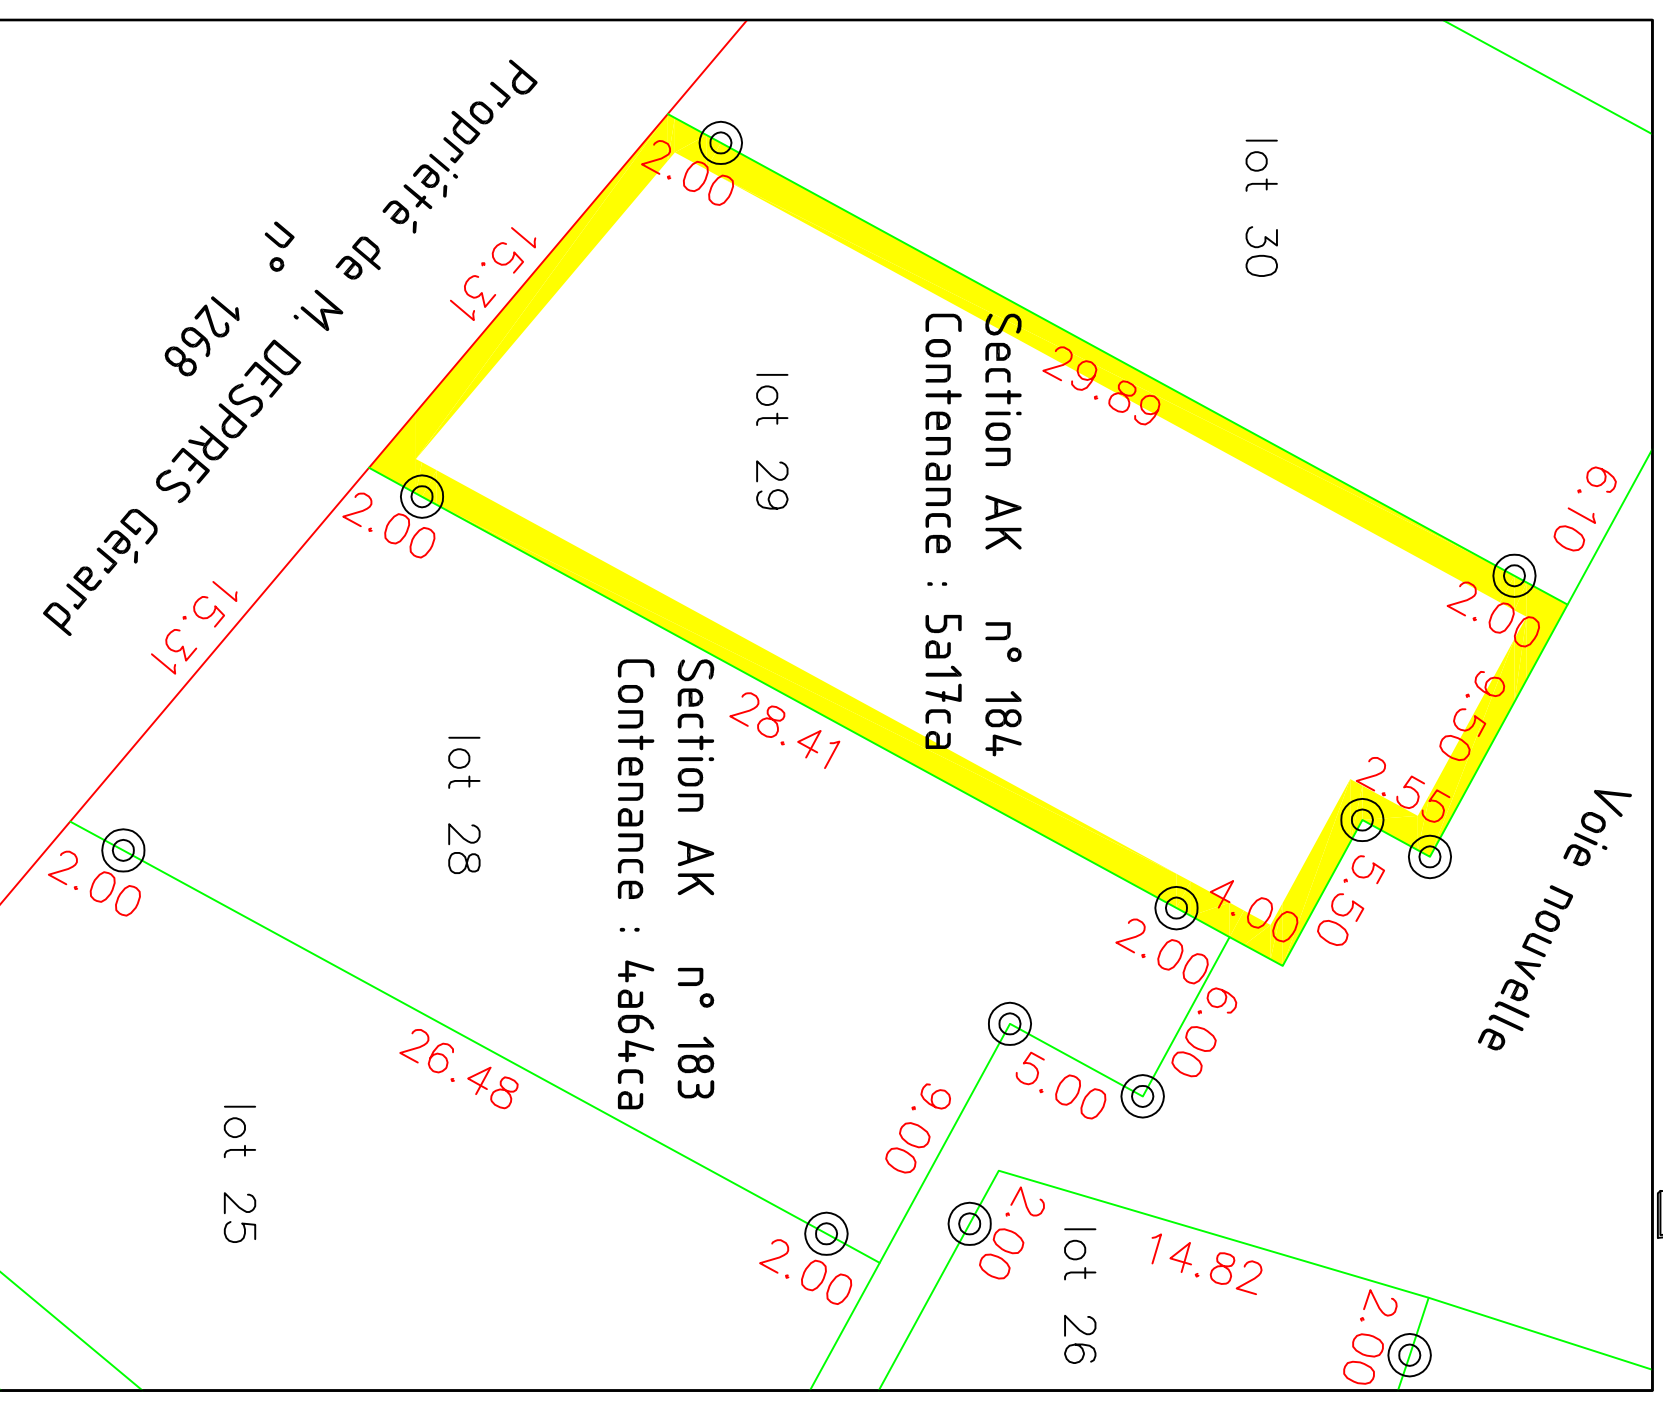 Propriété de M. DESPRES Gérard
n° 1268
lot 30
lot 29
Section AK n° 184
Contenance : 5a17ca
lot 28
Section AK n° 183
Contenance : 4a64ca
lot 25
lot 26
Voie nouvelle
2.00
15.31
29.89
6.10
2.00
9.50
2.55
5.50
4.00
2.00
28.41
2.00
15.31
6.00
5.00
9.00
2.00
26.48
2.00
2.00
14.82
2.00